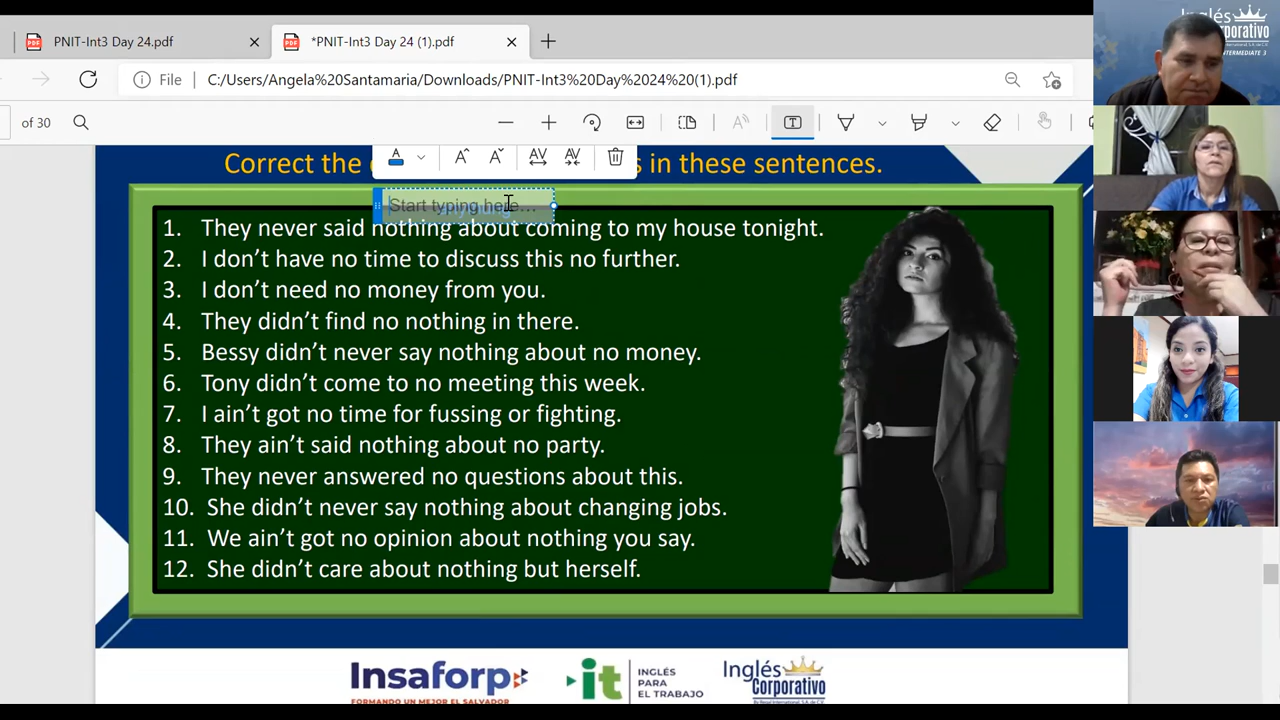 PNIT-Int3 Day 24.pdf
*PNIT-Int3 Day 24 (1).pdf
File
C:/Users/Angela%20Santamaria/Downloads/PNIT-Int3%20Day%2024%20(1).pdf
of 30
Correct the
s in these sentences.
Start typing here...
1. They never said nothing about coming to my house tonight.
2. I don't have no time to discuss this no further.
3. I don't need no money from you.
4. They didn't find no nothing in there.
5. Bessy didn't never say nothing about no money.
6. Tony didn't come to no meeting this week.
7. I ain't got no time for fussing or fighting.
8. They ain't said nothing about no party.
9. They never answered no questions about this.
10. She didn't never say nothing about changing jobs.
11. We ain't got no opinion about nothing you say.
12. She didn't care about nothing but herself.
Insaforp
FORMANDO UN MEJOR EL SALVADOR
it
INGLÉS
PARA
EL TRABAJO
Inglés
Corporativo
Inglés
Corporativo
INTERMEDIATE 3